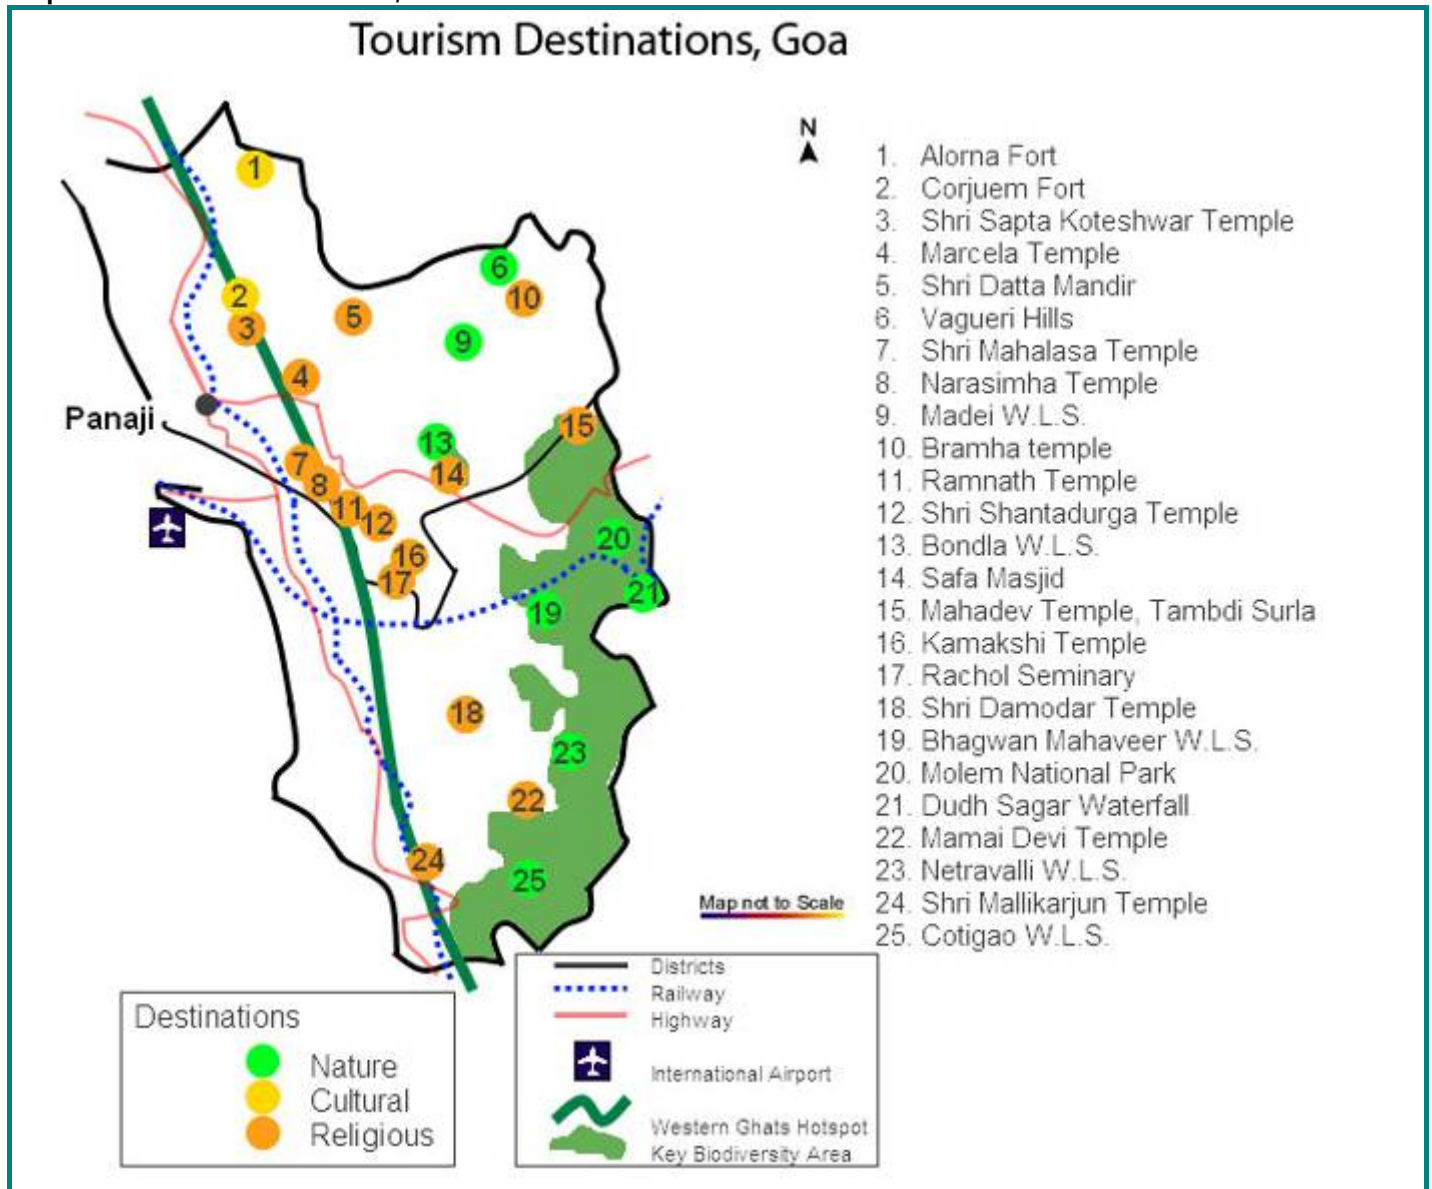 Tourism Destinations, Goa
N
1. Alorna Fort
2. Corjuem Fort
3. Shri Sapta Koteshwar Temple
4. Marcela Temple
5. Shri Datta Mandir
6. Vagueri Hills
7. Shri Mahalasa Temple
8. Narasimha Temple
9. Madei W.L.S.
10. Bramha temple
11. Ramnath Temple
12. Shri Shantadurga Temple
13. Bondla W.L.S.
14. Safa Masjid
15. Mahadev Temple, Tambdi Surla
16. Kamakshi Temple
17. Rachol Seminary
18. Shri Damodar Temple
19. Bhagwan Mahaveer W.L.S.
20. Molem National Park
21. Dudh Sagar Waterfall
22. Mamai Devi Temple
23. Netravalli W.L.S.
24. Shri Mallikarjun Temple
25. Cotigao W.L.S.
1
6
2
10
3
5
9
4
Panaji
15
13
7
14
8
11
12
20
16
17
21
19
18
23
22
24
25
Map not to Scale
Districts
Railway
Highway
International Airport
Western Ghats Hotspot
Key Biodiversity Area
Destinations
Nature
Cultural
Religious